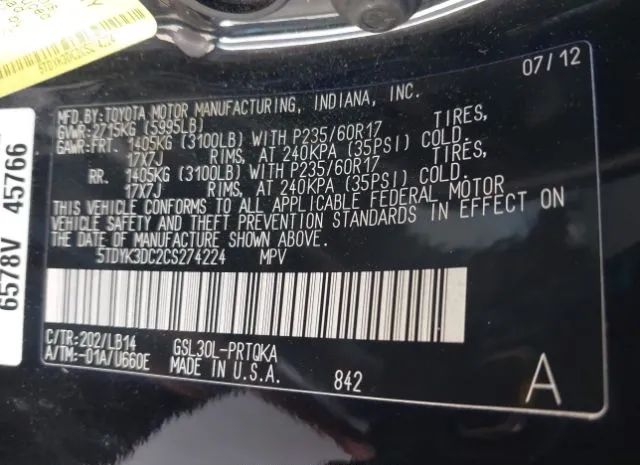 07/12
MFD.BY:TOYOTA MOTOR MANUFACTURING, INDIANA, INC.
GVWR:2715KG (5995LB)
GAWR:FRT. 1405KG (3100LB) WITH P235/60R17 TIRES,
17X7J RIMS, AT 240KPA (35PSI) COLD.
RR. 1405KG (3100LB) WITH P235/60R17 TIRES,
17X7J RIMS, AT 240KPA (35PSI) COLD.
THIS VEHICLE CONFORMS TO ALL APPLICABLE FEDERAL MOTOR
VEHICLE SAFETY AND THEFT PREVENTION STANDARDS IN EFFECT ON
THE DATE OF MANUFACTURE SHOWN ABOVE.
5TDYK3DC2CS274224 MPV
C/TR:202/LB14 GSL30L-PRTQKA
A/TM:-01A/U660E MADE IN U.S.A. 842
A
6578V 45766